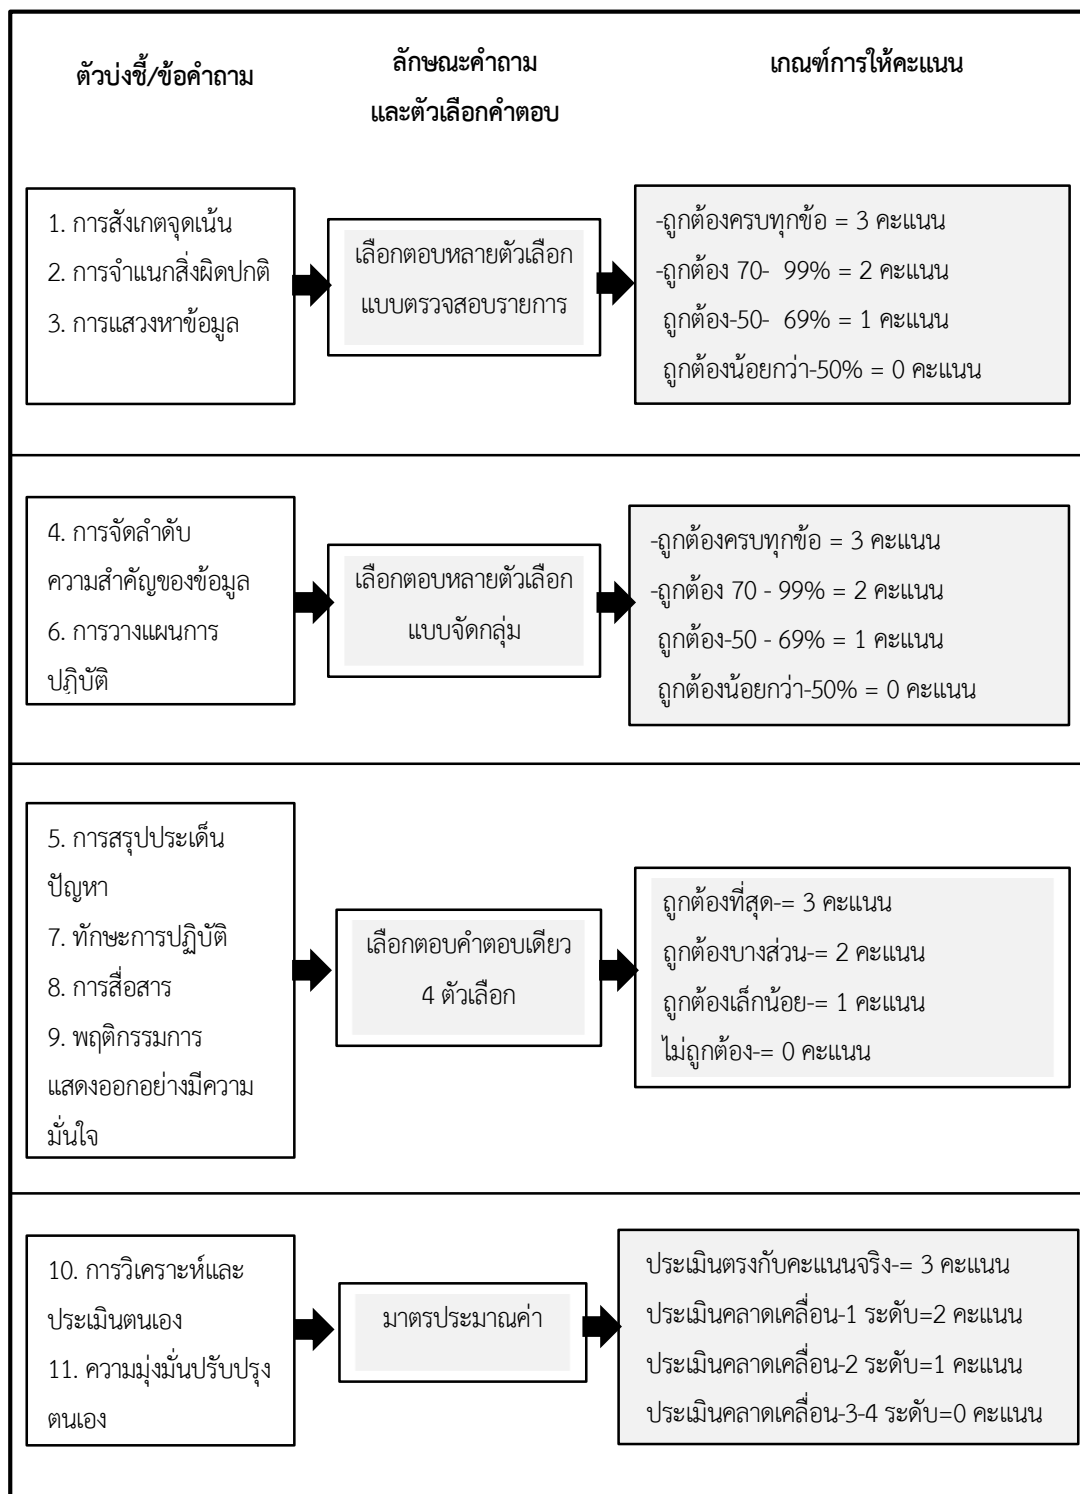 ตัวบ่งชี้/ข้อคำถาม
ลักษณะคำถาม
และตัวเลือกคำตอบ
เกณฑ์การให้คะแนน
1. การสังเกตจุดเน้น
2. การจำแนกสิ่งผิดปกติ
3. การแสวงหาข้อมูล
เลือกตอบหลายตัวเลือก
แบบตรวจสอบรายการ
-ถูกต้องครบทุกข้อ = 3 คะแนน
-ถูกต้อง 70-  99% = 2 คะแนน
ถูกต้อง-50-  69% = 1 คะแนน
ถูกต้องน้อยกว่า-50% = 0 คะแนน
4. การจัดลำดับ
ความสำคัญของข้อมูล
6. การวางแผนการ
ปฏิบัติ
เลือกตอบหลายตัวเลือก
แบบจัดกลุ่ม
-ถูกต้องครบทุกข้อ = 3 คะแนน
-ถูกต้อง 70 - 99% = 2 คะแนน
ถูกต้อง-50 - 69% = 1 คะแนน
ถูกต้องน้อยกว่า-50% = 0 คะแนน
5. การสรุปประเด็น
ปัญหา
7. ทักษะการปฏิบัติ
8. การสื่อสาร
9. พฤติกรรมการ
แสดงออกอย่างมีความ
มั่นใจ
เลือกตอบคำตอบเดียว
4 ตัวเลือก
ถูกต้องที่สุด-= 3 คะแนน
ถูกต้องบางส่วน-= 2 คะแนน
ถูกต้องเล็กน้อย-= 1 คะแนน
ไม่ถูกต้อง-= 0 คะแนน
10. การวิเคราะห์และ
ประเมินตนเอง
11. ความมุ่งมั่นปรับปรุง
ตนเอง
มาตรประมาณค่า
ประเมินตรงกับคะแนนจริง-= 3 คะแนน
ประเมินคลาดเคลื่อน-1 ระดับ=2 คะแนน
ประเมินคลาดเคลื่อน-2 ระดับ=1 คะแนน
ประเมินคลาดเคลื่อน-3-4 ระดับ=0 คะแนน